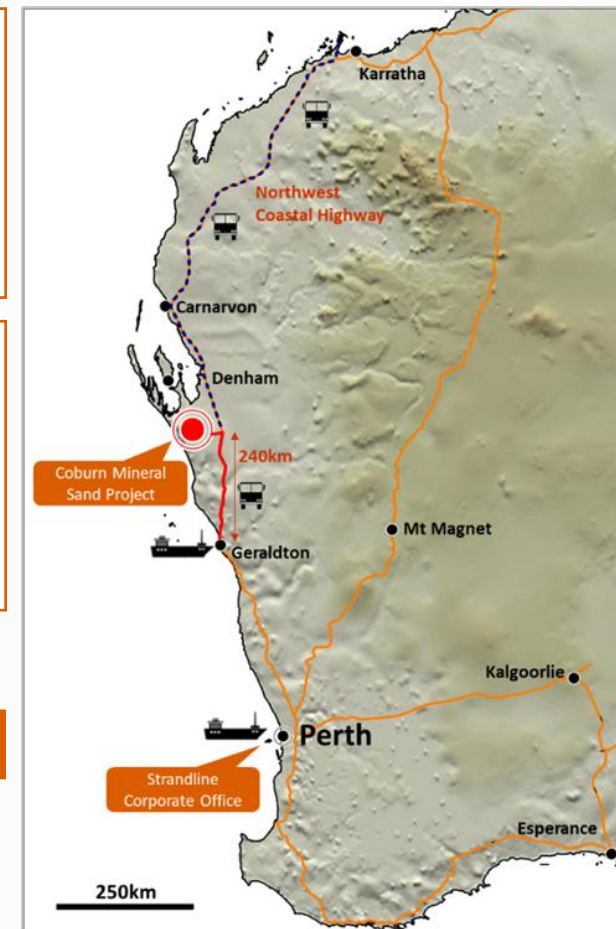 Karratha
Northwest
Coastal Highway
Carnarvon
Denham
240km
Coburn Mineral
Sand Project
Geraldton
Mt Magnet
Kalgoorlie
Perth
Strandline
Corporate Office
Esperance
250km